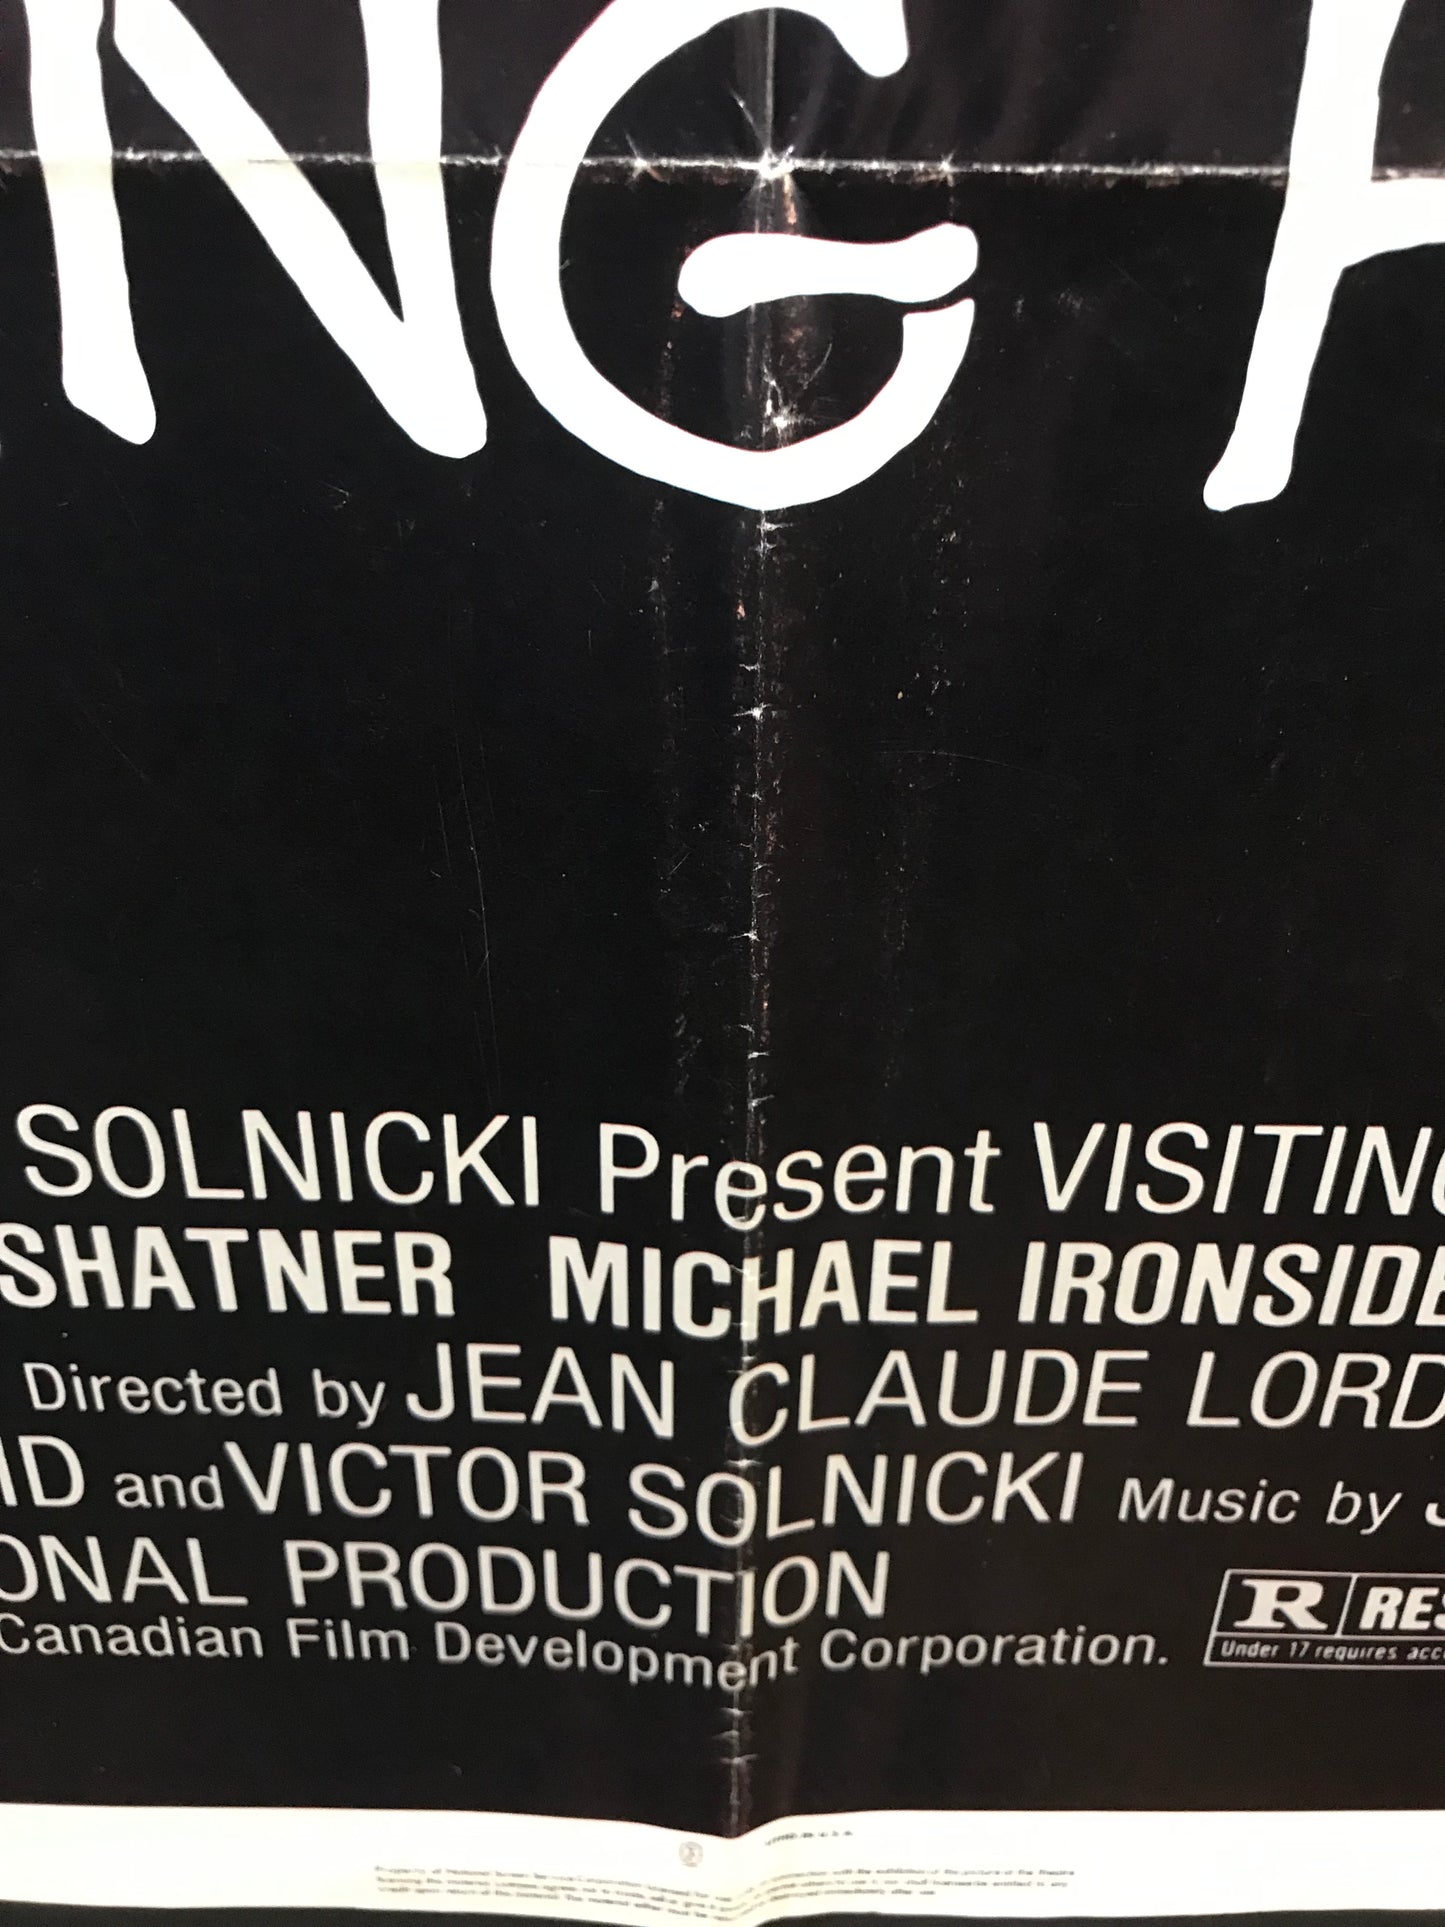 NG H
SOLNICKI Present VISITING
SHATNER MICHAEL IRONSIDE
Directed by JEAN CLAUDE LORD
ID and VICTOR SOLNICKI Music by J
ONAL PRODUCTION
Canadian Film Development Corporation.
R RES
Under 17 requires acc